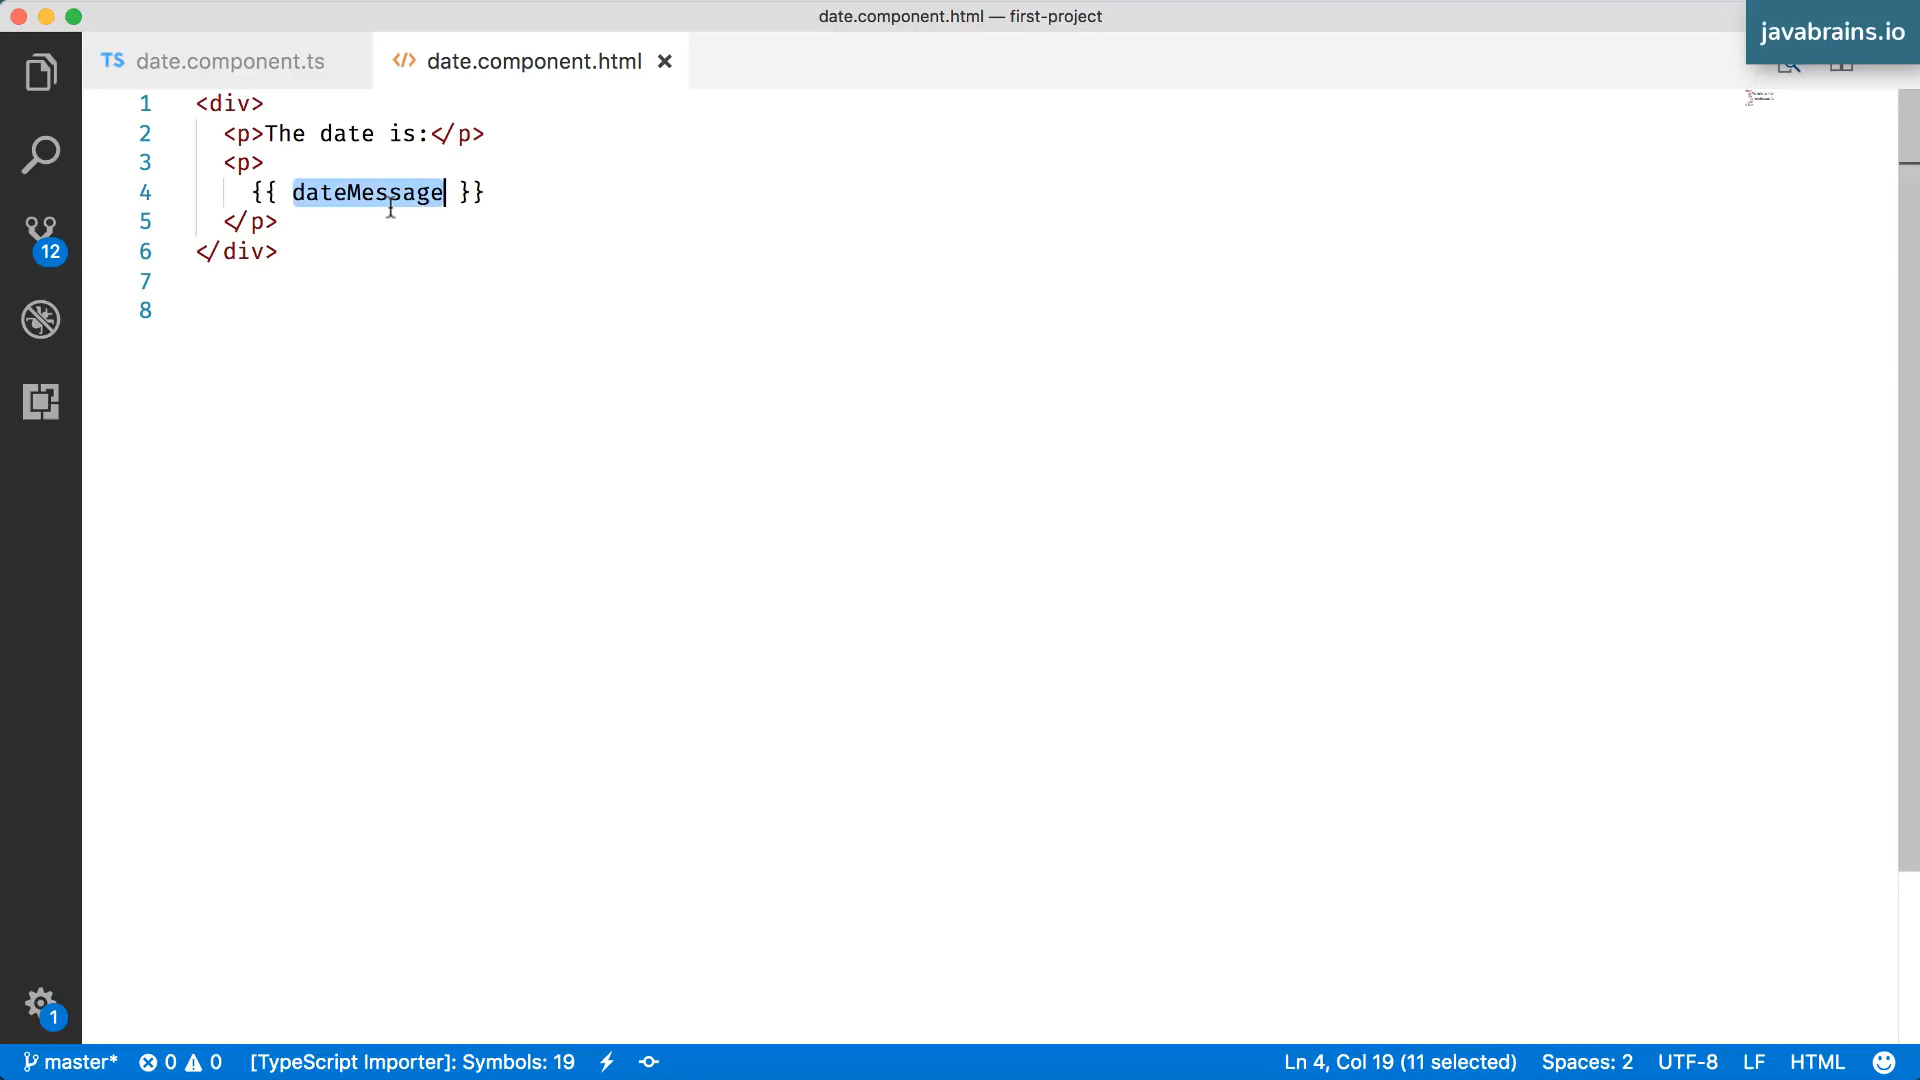 date.component.html — first-project
javabrains.io
TS date.component.ts
</> date.component.html ×
1 <div>
2 <p>The date is:</p>
3 <p>
4 {{ dateMessage }}
5 </p>
6 </div>
7
8
12
1
master* 0 0 [TypeScript Importer]: Symbols: 19 Ln 4, Col 19 (11 selected) Spaces: 2 UTF-8 LF HTML